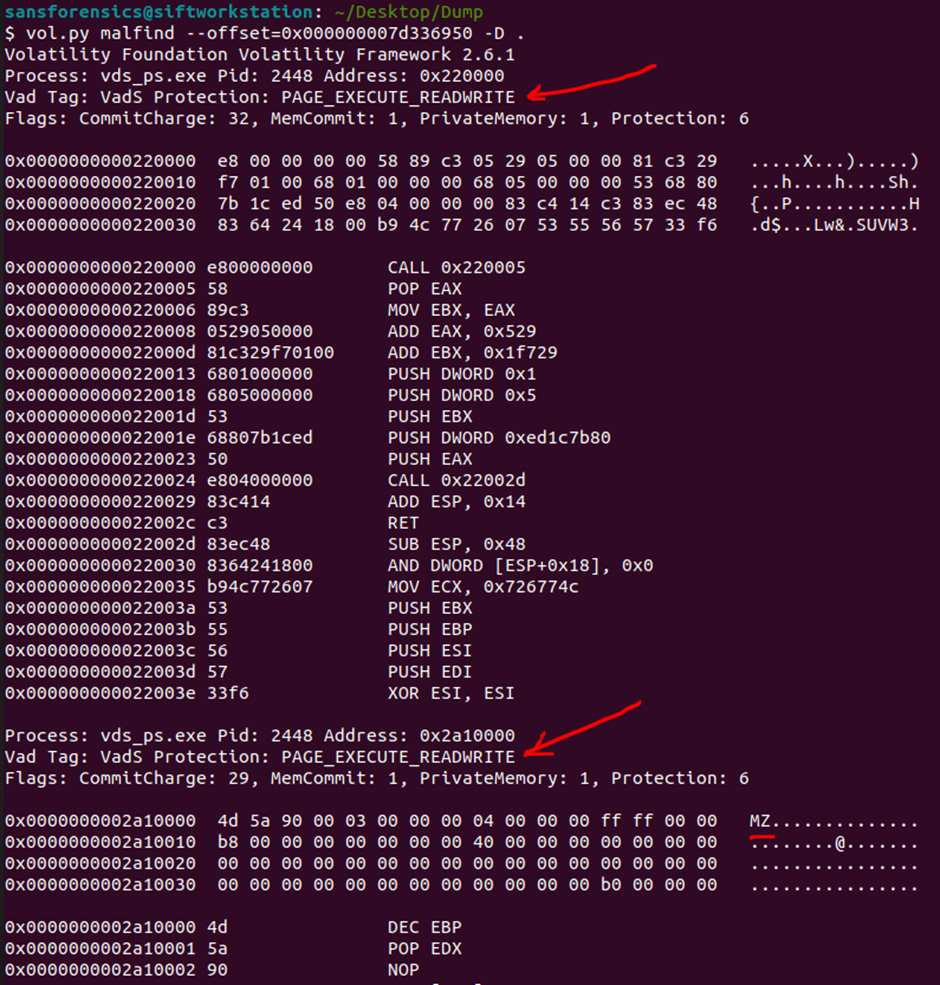 sansforensics@siftworkstation: ~/Desktop/Dump
$ vol.py malfind --offset=0x000000007d336950 -D .
Volatility Foundation Volatility Framework 2.6.1
Process: vds_ps.exe Pid: 2448 Address: 0x220000
Vad Tag: VadS Protection: PAGE_EXECUTE_READWRITE
Flags: CommitCharge: 32, MemCommit: 1, PrivateMemory: 1, Protection: 6
0x0000000000220000 e8 00 00 00 00 58 89 c3 05 29 05 00 00 81 c3 29 .....X...).....)
0x0000000000220010 f7 01 00 68 01 00 00 00 68 05 00 00 00 53 68 80 ...h....h....Sh.
0x0000000000220020 7b 1c ed 50 e8 04 00 00 00 83 c4 14 c3 83 ec 48 {..P...........H
0x0000000000220030 83 64 24 18 00 b9 4c 77 26 07 53 55 56 57 33 f6 .d$...Lw&.SUVW3.
0x0000000000220000 e800000000 CALL 0x220005
0x0000000000220005 58 POP EAX
0x0000000000220006 89c3 MOV EBX, EAX
0x0000000000220008 0529050000 ADD EAX, 0x529
0x000000000022000d 81c329f70100 ADD EBX, 0x1f729
0x0000000000220013 6801000000 PUSH DWORD 0x1
0x0000000000220018 6805000000 PUSH DWORD 0x5
0x000000000022001d 53 PUSH EBX
0x000000000022001e 68807b1ced PUSH DWORD 0xed1c7b80
0x0000000000220023 50 PUSH EAX
0x0000000000220024 e804000000 CALL 0x22002d
0x0000000000220029 83c414 ADD ESP, 0x14
0x000000000022002c c3 RET
0x000000000022002d 83ec48 SUB ESP, 0x48
0x0000000000220030 8364241800 AND DWORD [ESP+0x18], 0x0
0x0000000000220035 b94c772607 MOV ECX, 0x726774c
0x000000000022003a 53 PUSH EBX
0x000000000022003b 55 PUSH EBP
0x000000000022003c 56 PUSH ESI
0x000000000022003d 57 PUSH EDI
0x000000000022003e 33f6 XOR ESI, ESI
Process: vds_ps.exe Pid: 2448 Address: 0x2a10000
Vad Tag: VadS Protection: PAGE_EXECUTE_READWRITE
Flags: CommitCharge: 29, MemCommit: 1, PrivateMemory: 1, Protection: 6
0x0000000002a10000 4d 5a 90 00 03 00 00 00 04 00 00 00 ff ff 00 00 MZ..............
0x0000000002a10010 b8 00 00 00 00 00 00 00 40 00 00 00 00 00 00 00 ........@.......
0x0000000002a10020 00 00 00 00 00 00 00 00 00 00 00 00 00 00 00 00 ................
0x0000000002a10030 00 00 00 00 00 00 00 00 00 00 00 00 b0 00 00 00 ................
0x0000000002a10000 4d DEC EBP
0x0000000002a10001 5a POP EDX
0x0000000002a10002 90 NOP